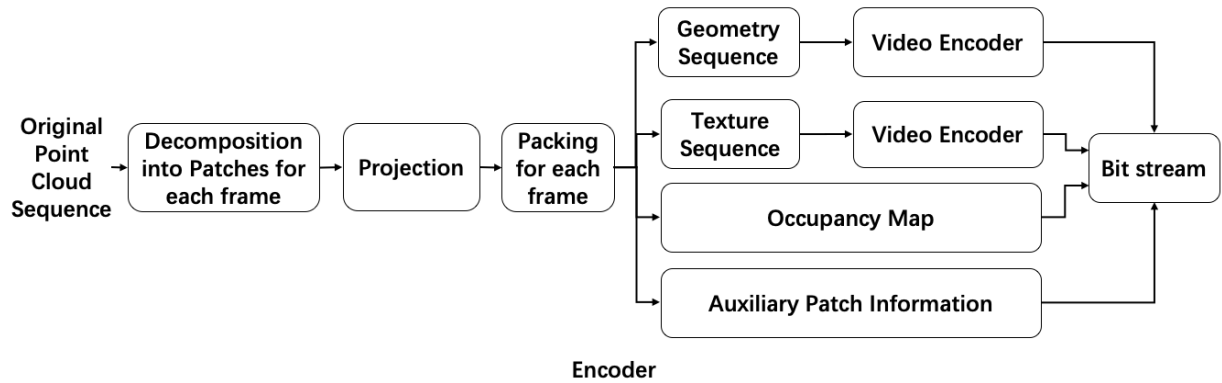 Original
Point
Cloud
Sequence
Decomposition
into Patches for
each frame
Projection
Packing
for each
frame
Geometry
Sequence
Video Encoder
Texture
Sequence
Video Encoder
Occupancy Map
Auxiliary Patch Information
Bit stream
Encoder